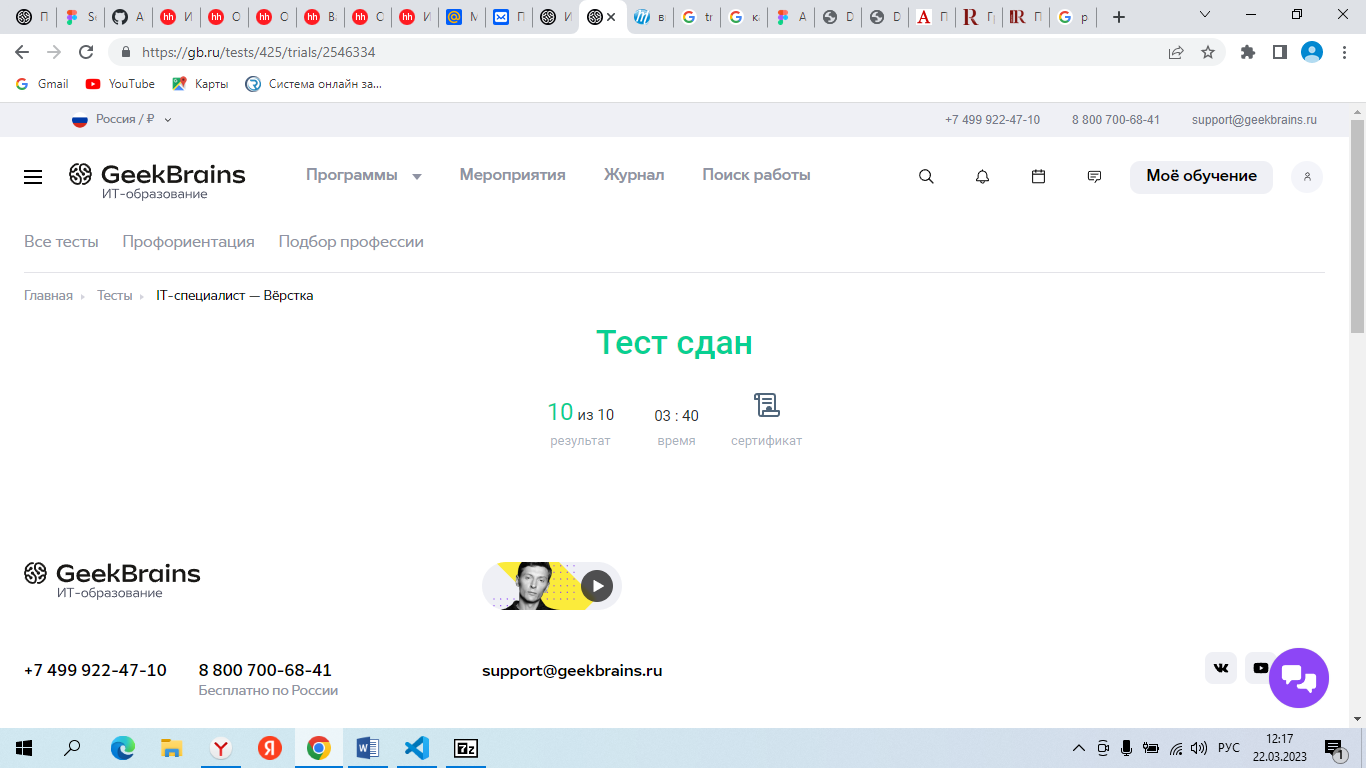 https://gb.ru/tests/425/trials/2546334
Gmail YouTube Карты Система онлайн за...
Россия / ₽ +7 499 922-47-10 8 800 700-68-41 support@geekbrains.ru
GeekBrains
ИТ-образование
Программы Мероприятия Журнал Поиск работы Моё обучение
Все тесты Профориентация Подбор профессии
Главная Тесты IT-специалист — Вёрстка
Тест сдан
10 из 10 03 : 40
результат время сертификат
GeekBrains
ИТ-образование
+7 499 922-47-10 8 800 700-68-41 support@geekbrains.ru
Бесплатно по России
РУС 12:17
22.03.2023
1